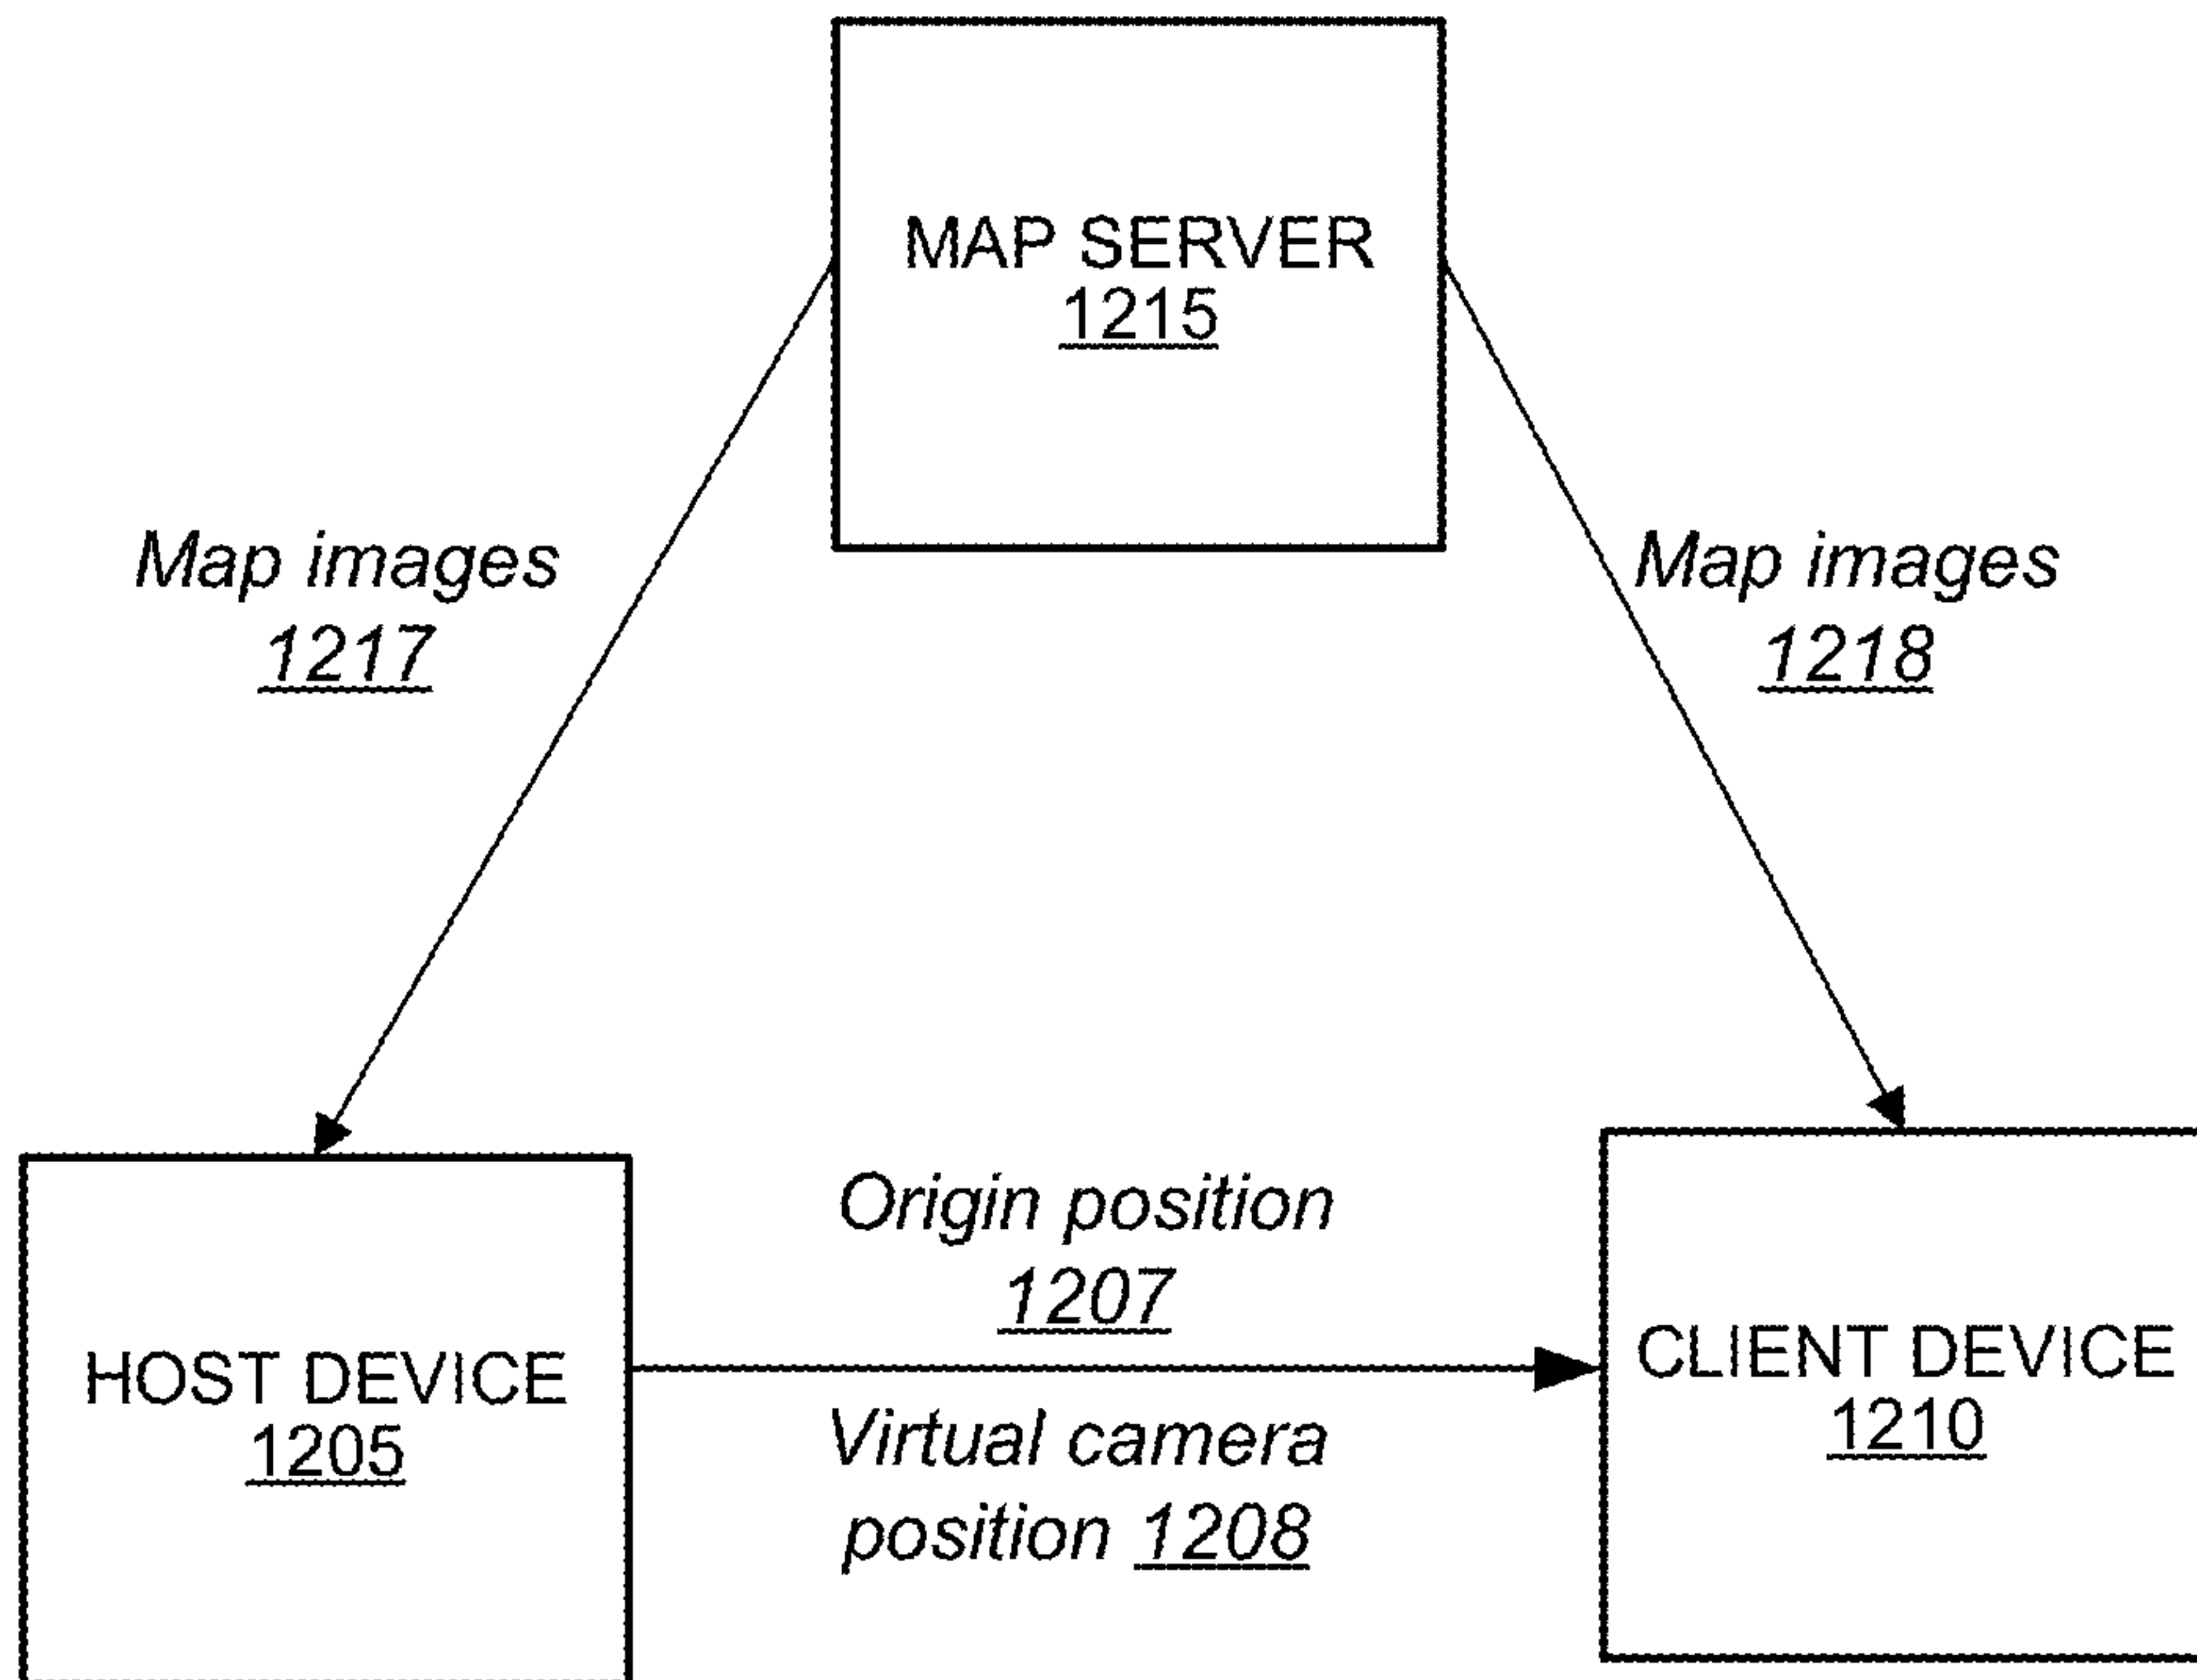 MAP SERVER
1215
Map images
1217
Map images
1218
Origin position
1207
HOST DEVICE
1205
Virtual camera
position 1208
CLIENT DEVICE
1210